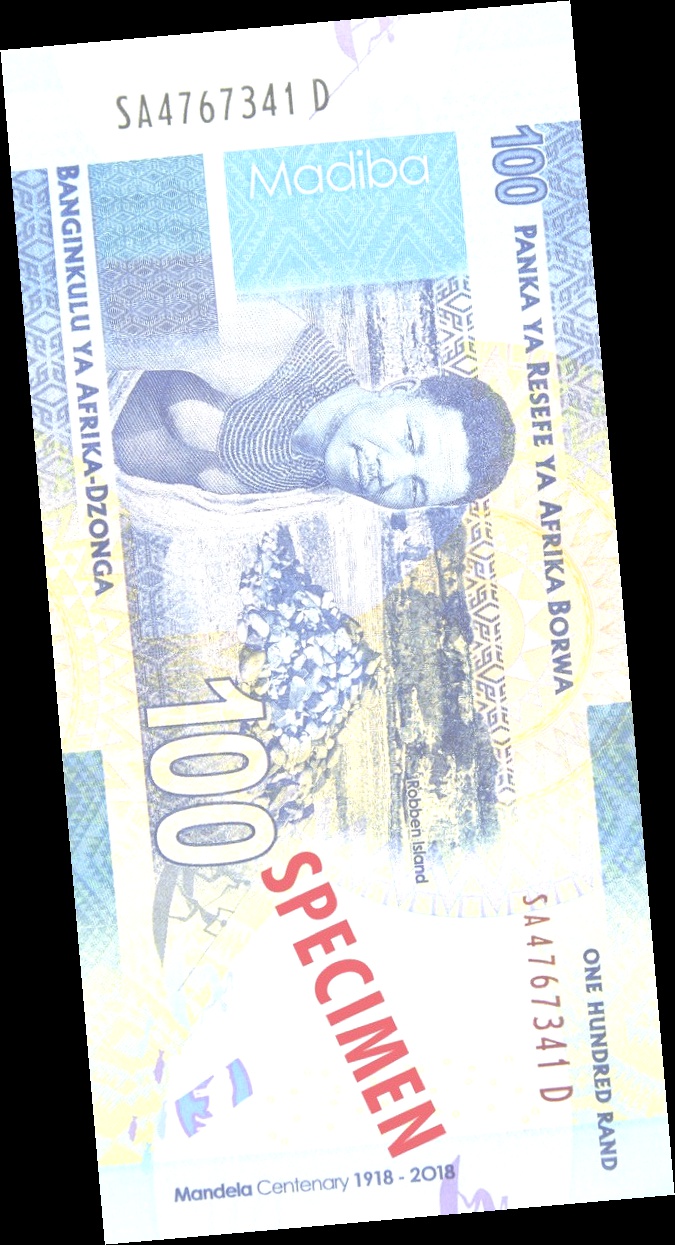 SA4767341 D
Madiba
100
PANKA YA RESEFE YA AFRIKA BORWA
BANGINKULU YA AFRIKA-DZONGA
Robben Island
100
SPECIMEN
SA4767341 D
ONE HUNDRED RAND
Mandela Centenary 1918 - 2018